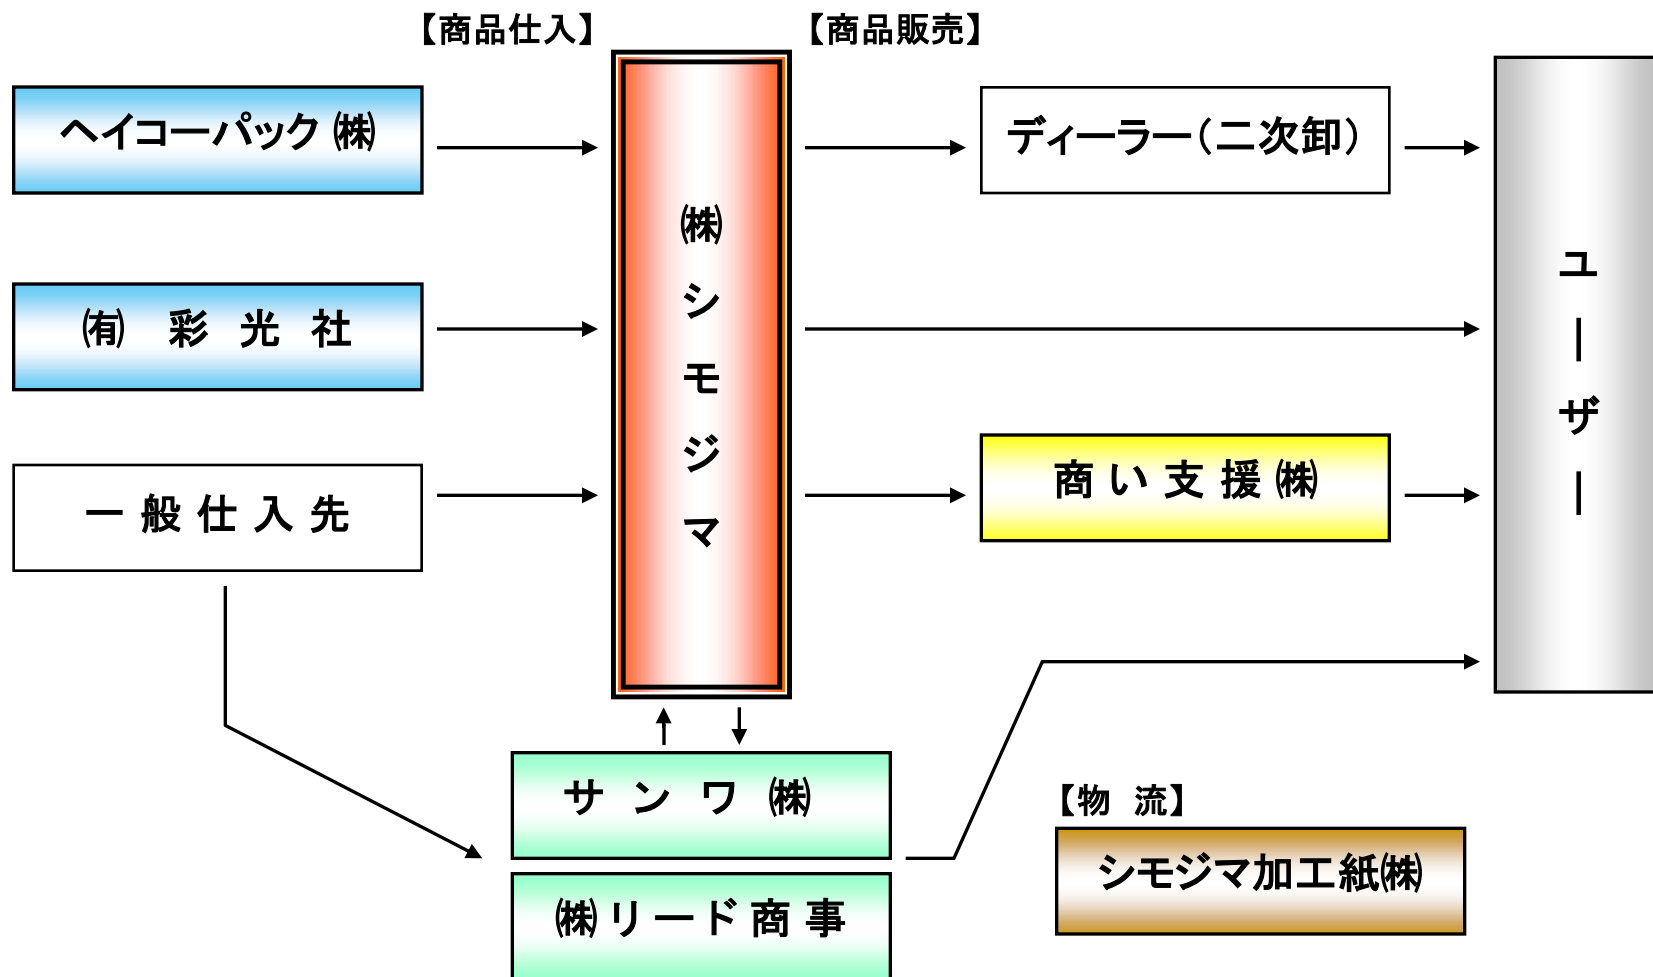 【商品仕入】
【商品販売】
ヘイコーパック㈱
㈲ 彩光社
一般仕入先
㈱シモジマ
ディーラー（二次卸）
商い支援㈱
ユーザー
サンワ㈱
㈱リード商事
【物 流】
シモジマ加工紙㈱